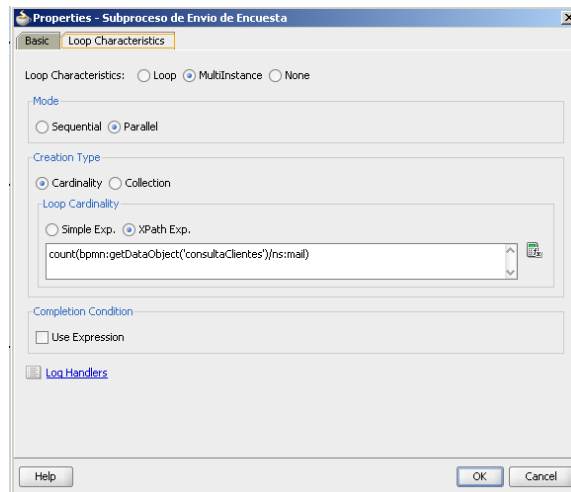 Properties - Subproceso de Envio de Encuesta
Basic Loop Characteristics
Loop Characteristics: Loop MultiInstance None
Mode
Sequential Parallel
Creation Type
Cardinality Collection
Loop Cardinality
Simple Exp. XPath Exp.
count(bpmn:getDataObject('consultaClientes')/ns:mail)
Completion Condition
Use Expression
Log Handlers
Help OK Cancel